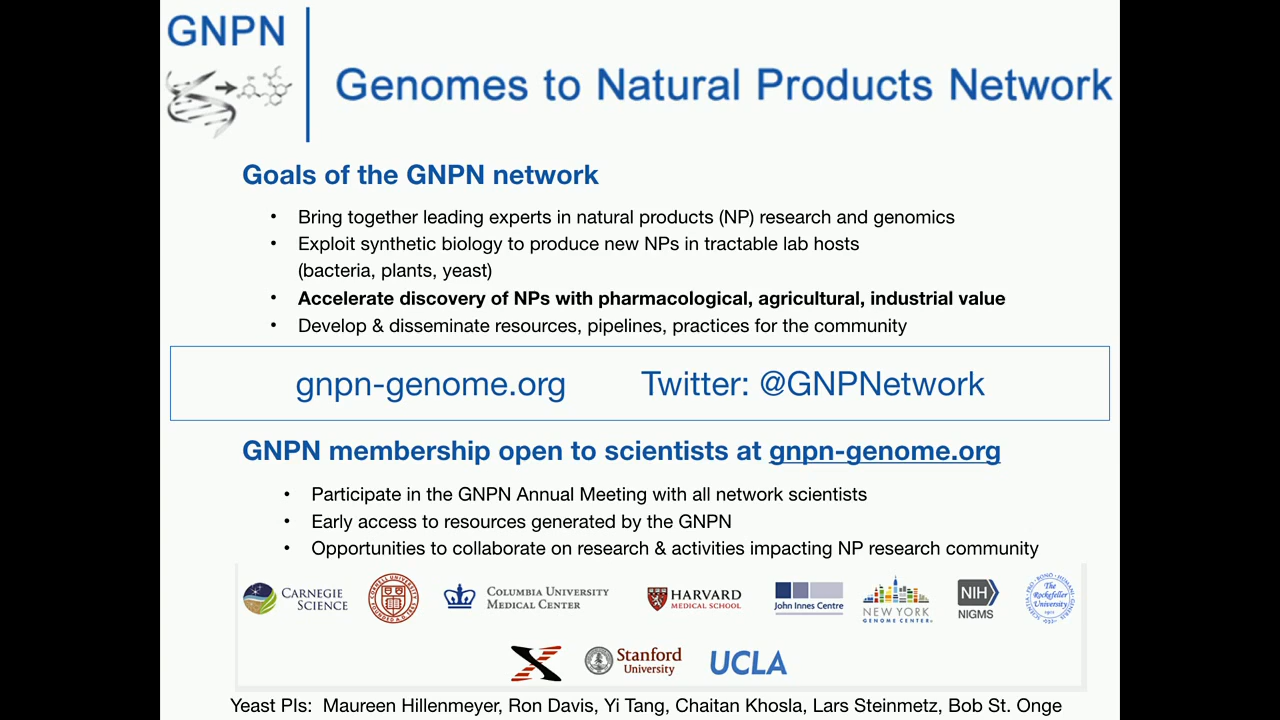 GNPN
Genomes to Natural Products Network
Goals of the GNPN network
• Bring together leading experts in natural products (NP) research and genomics
• Exploit synthetic biology to produce new NPs in tractable lab hosts
(bacteria, plants, yeast)
• Accelerate discovery of NPs with pharmacological, agricultural, industrial value
• Develop & disseminate resources, pipelines, practices for the community
gnpn-genome.org Twitter: @GNPNetwork
GNPN membership open to scientists at gnpn-genome.org
• Participate in the GNPN Annual Meeting with all network scientists
• Early access to resources generated by the GNPN
• Opportunities to collaborate on research & activities impacting NP research community
CARNEGIE
SCIENCE
COLUMBIA UNIVERSITY
MEDICAL CENTER
HARVARD
MEDICAL SCHOOL
John Innes Centre
NEW YORK
GENOME CENTER
NIH
NIGMS
The
Rockefeller
University
Stanford
University
UCLA
Yeast PIs: Maureen Hillenmeyer, Ron Davis, Yi Tang, Chaitan Khosla, Lars Steinmetz, Bob St. Onge